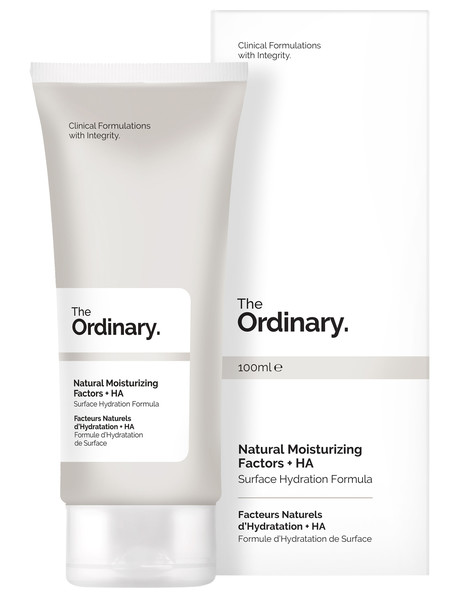 Clinical Formulations
with Integrity.
The
Ordinary.
Natural Moisturizing
Factors + HA
Surface Hydration Formula
Facteurs Naturels
d'Hydratation + HA
Formule d'Hydratation
de Surface
Clinical Formulations
with Integrity.
The
Ordinary.
100ml ℮
Natural Moisturizing
Factors + HA
Surface Hydration Formula
Facteurs Naturels
d'Hydratation + HA
Formule d'Hydratation de Surface